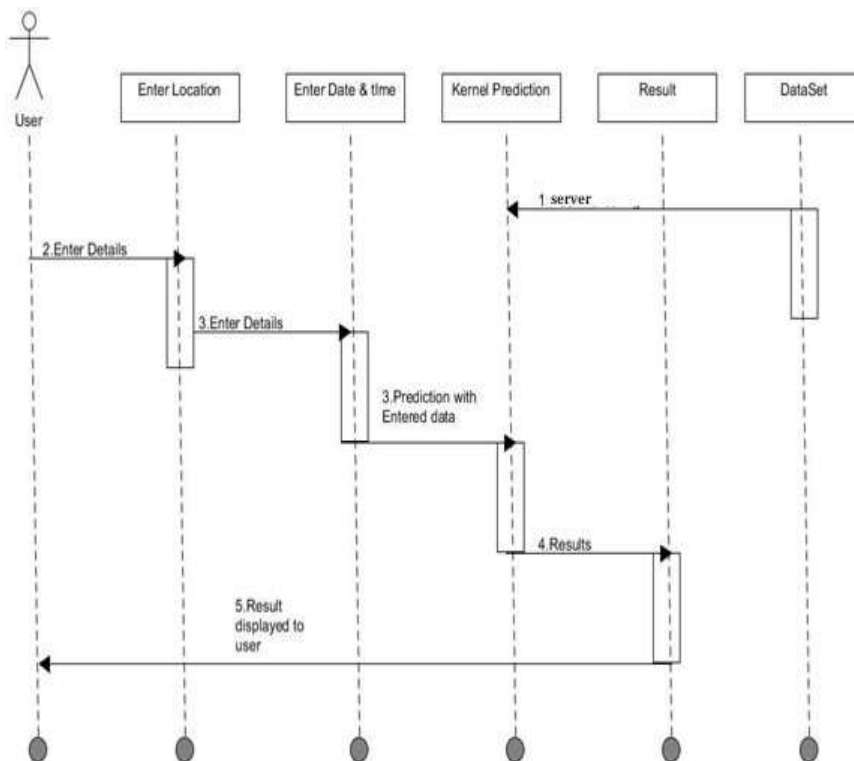 User
Enter Location
Enter Date & tIme
Kernel Prediction
Result
DataSet
1 server
2.Enter Details
3.Enter Details
3.Prediction with
Entered data
4.Results
5.Result
displayed to
user